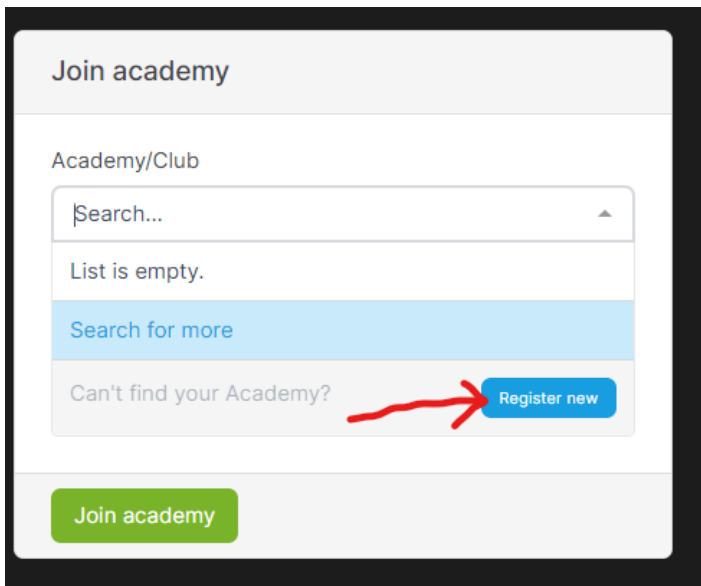 Join academy
Academy/Club
Search...
List is empty.
Search for more
Can't find your Academy?
Register new
Join academy